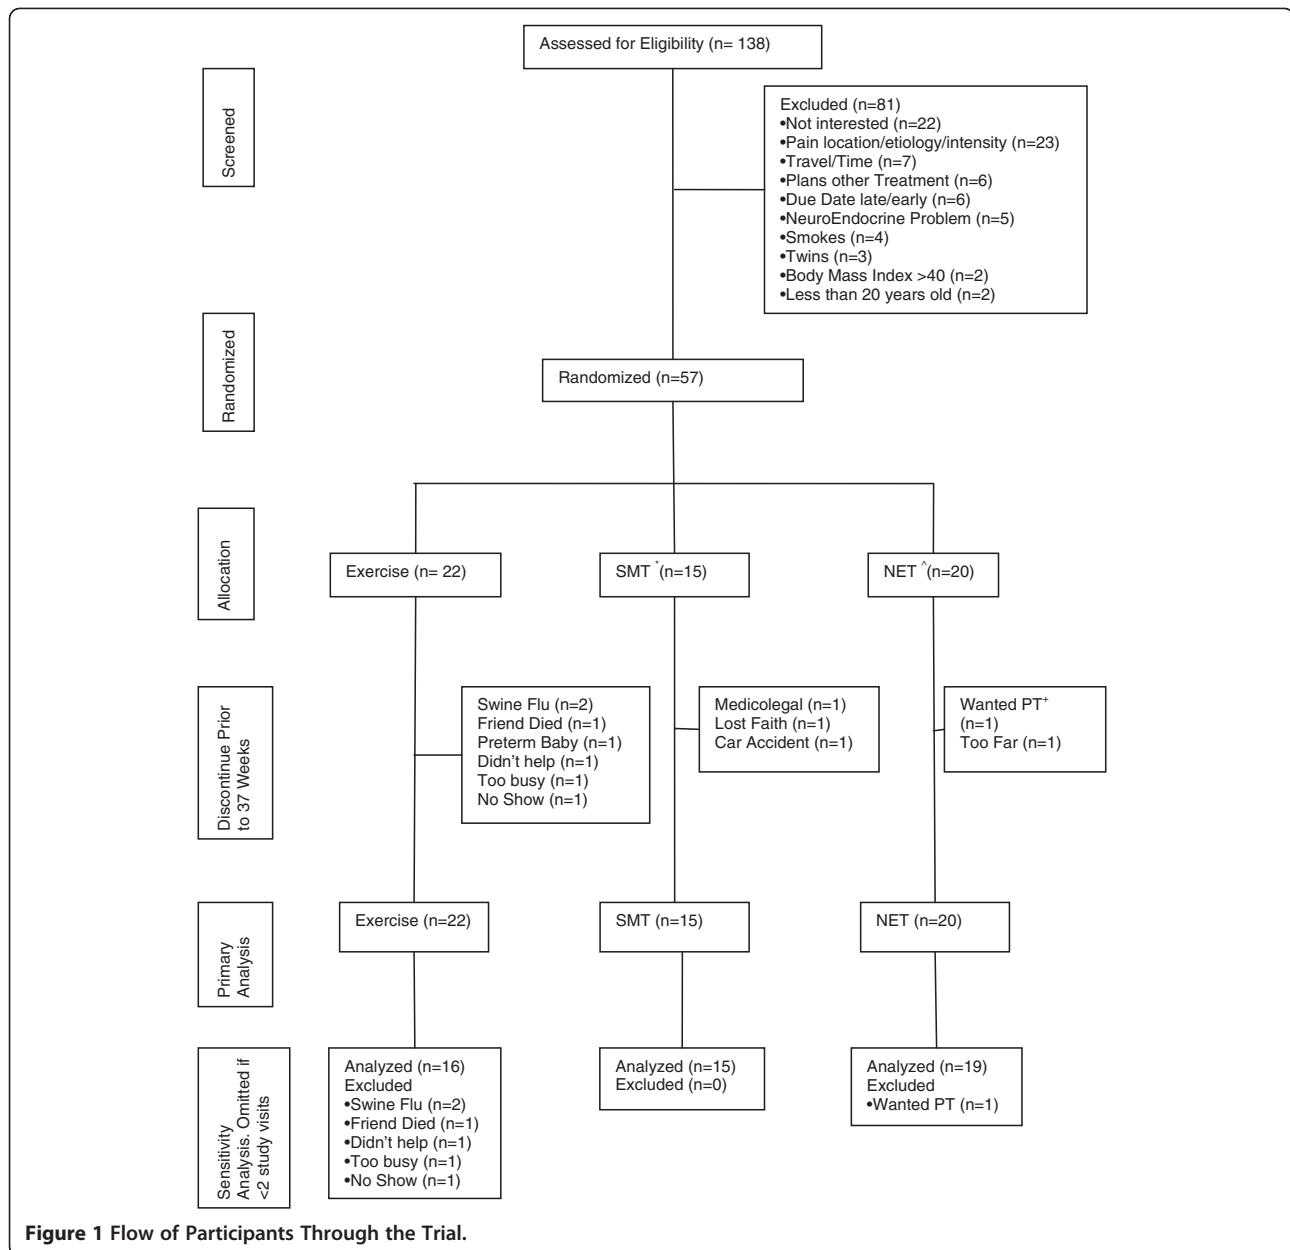 Assessed for Eligibility (n= 138)
Screened
Excluded (n=81)
•Not interested (n=22)
•Pain location/etiology/intensity (n=23)
•Travel/Time (n=7)
•Plans other Treatment (n=6)
•Due Date late/early (n=6)
•NeuroEndocrine Problem (n=5)
•Smokes (n=4)
•Twins (n=3)
•Body Mass Index >40 (n=2)
•Less than 20 years old (n=2)
Randomized
Randomized (n=57)
Allocation
Exercise (n= 22)
SMT * (n=15)
NET ^ (n=20)
Discontinue Prior
to 37 Weeks
Swine Flu (n=2)
Friend Died (n=1)
Preterm Baby (n=1)
Didn't help (n=1)
Too busy (n=1)
No Show (n=1)
Medicolegal (n=1)
Lost Faith (n=1)
Car Accident (n=1)
Wanted PT+
(n=1)
Too Far (n=1)
Primary
Analysis
Exercise (n=22)
SMT (n=15)
NET (n=20)
Sensitivity
Analysis. Omitted if
<2 study visits
Analyzed (n=16)
Excluded
•Swine Flu (n=2)
•Friend Died (n=1)
•Didn't help (n=1)
•Too busy (n=1)
•No Show (n=1)
Analyzed (n=15)
Excluded (n=0)
Analyzed (n=19)
Excluded
•Wanted PT (n=1)
Figure 1 Flow of Participants Through the Trial.